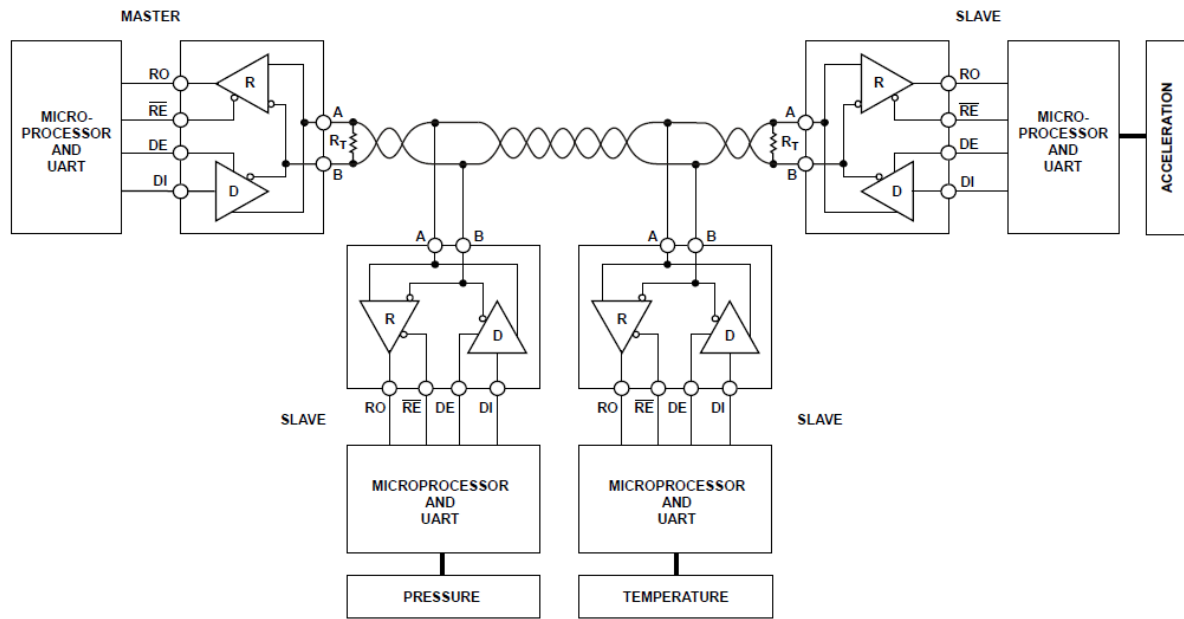 MASTER
SLAVE
MICRO-
PROCESSOR
AND
UART
RO
RE
DE
DI
R
D
A
B
RT
A
B
RT
R
D
RO
RE
DE
DI
MICRO-
PROCESSOR
AND
UART
ACCELERATION
A
B
R
D
RO
RE
DE
DI
SLAVE
MICROPROCESSOR
AND
UART
PRESSURE
A
B
R
D
RO
RE
DE
DI
SLAVE
MICROPROCESSOR
AND
UART
TEMPERATURE